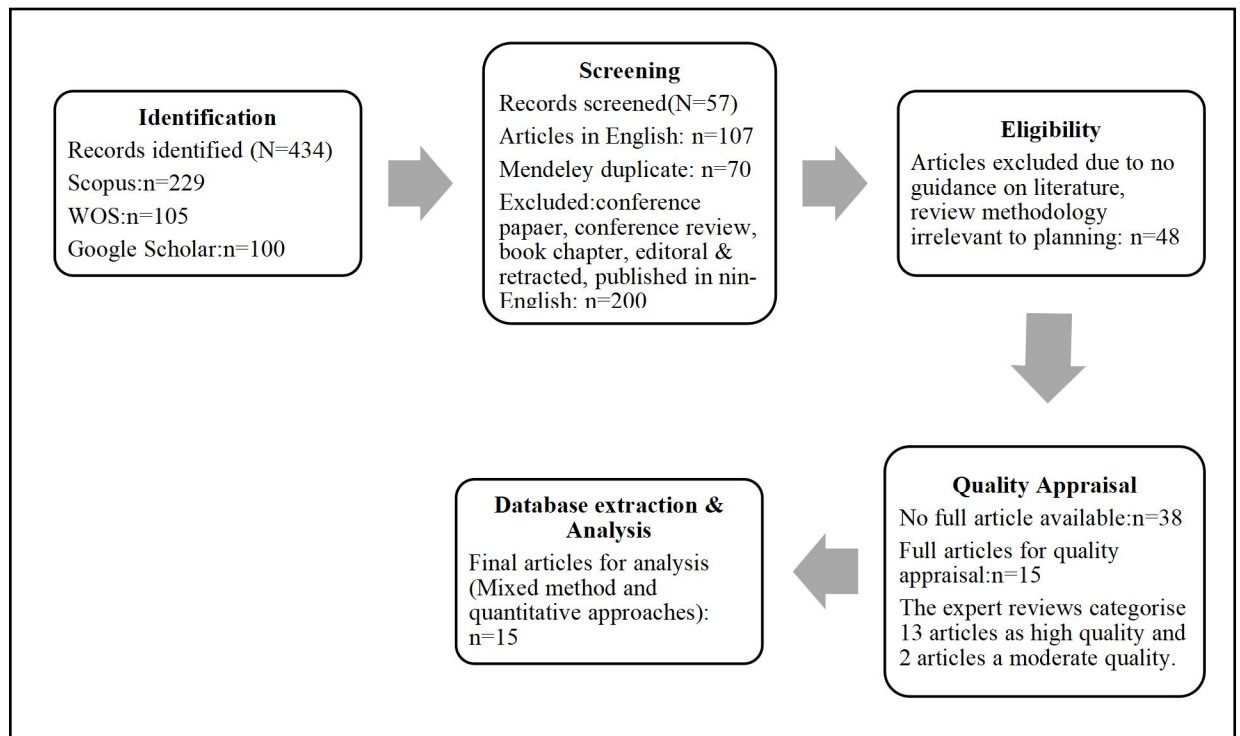 Identification
Records identified (N=434)
Scopus:n=229
WOS:n=105
Google Scholar:n=100
Screening
Records screened(N=57)
Articles in English: n=107
Mendeley duplicate: n=70
Excluded:conference
papaer, conference review,
book chapter, editoral &
retracted, published in nin-
English: n=200
Eligibility
Articles excluded due to no
guidance on literature,
review methodology
irrelevant to planning: n=48
Quality Appraisal
No full article available:n=38
Full articles for quality
appraisal:n=15
The expert reviews categorise
13 articles as high quality and
2 articles a moderate quality.
Database extraction &
Analysis
Final articles for analysis
(Mixed method and
quantitative approaches):
n=15